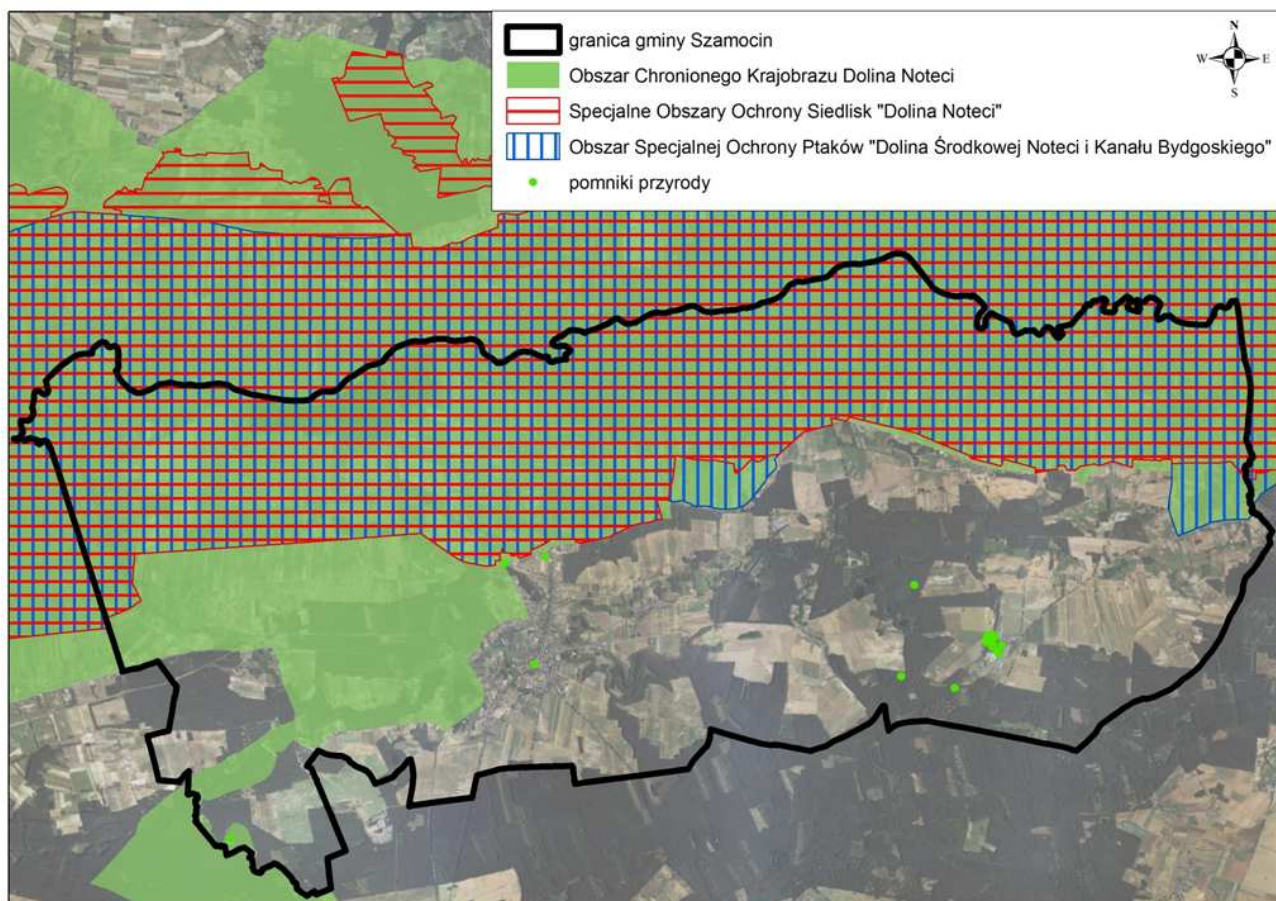 granica gminy Szamocin
Obszar Chronionego Krajobrazu Dolina Noteci
Specjalne Obszary Ochrony Siedlisk "Dolina Noteci"
Obszar Specjalnej Ochrony Ptaków "Dolina Środkowej Noteci i Kanału Bydgoskiego"
pomniki przyrody
N
W E
S